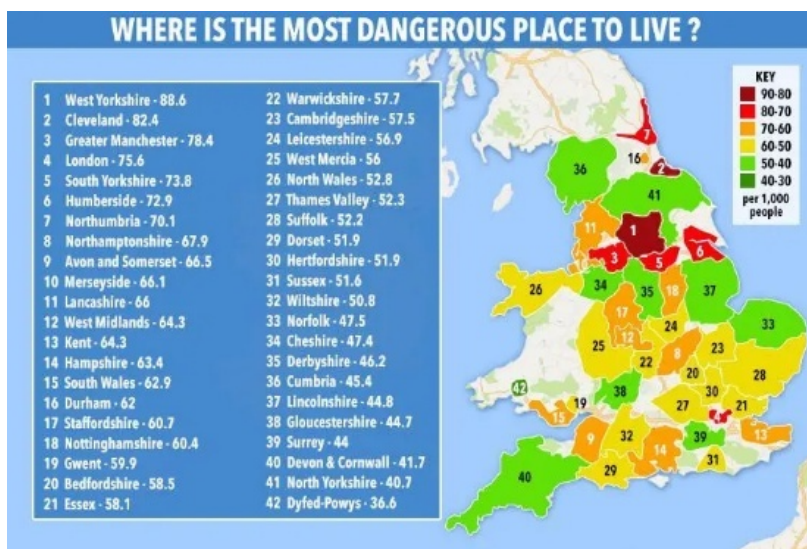 WHERE IS THE MOST DANGEROUS PLACE TO LIVE ?
1 West Yorkshire - 88.6
2 Cleveland - 82.4
3 Greater Manchester - 78.4
4 London - 75.6
5 South Yorkshire - 73.8
6 Humberside - 72.9
7 Northumbria - 70.1
8 Northamptonshire - 67.9
9 Avon and Somerset - 66.5
10 Merseyside - 66.1
11 Lancashire - 66
12 West Midlands - 64.3
13 Kent - 64.3
14 Hampshire - 63.4
15 South Wales - 62.9
16 Durham - 62
17 Staffordshire - 60.7
18 Nottinghamshire - 60.4
19 Gwent - 59.9
20 Bedfordshire - 58.5
21 Essex - 58.1
22 Warwickshire - 57.7
23 Cambridgeshire - 57.5
24 Leicestershire - 56.9
25 West Mercia - 56
26 North Wales - 52.8
27 Thames Valley - 52.3
28 Suffolk - 52.2
29 Dorset - 51.9
30 Hertfordshire - 51.9
31 Sussex - 51.6
32 Wiltshire - 50.8
33 Norfolk - 47.5
34 Cheshire - 47.4
35 Derbyshire - 46.2
36 Cumbria - 45.4
37 Lincolnshire - 44.8
38 Gloucestershire - 44.7
39 Surrey - 44
40 Devon & Cornwall - 41.7
41 North Yorkshire - 40.7
42 Dyfed-Powys - 36.6
KEY
90-80
80-70
70-60
60-50
50-40
40-30
per 1,000
people
7
16
2
36
41
1
11
3
5
6
10
34
35
18
37
26
17
33
24
12
25
22
8
23
20
28
30
38
42
19
27
21
15
4
9
32
39
13
14
40
29
31